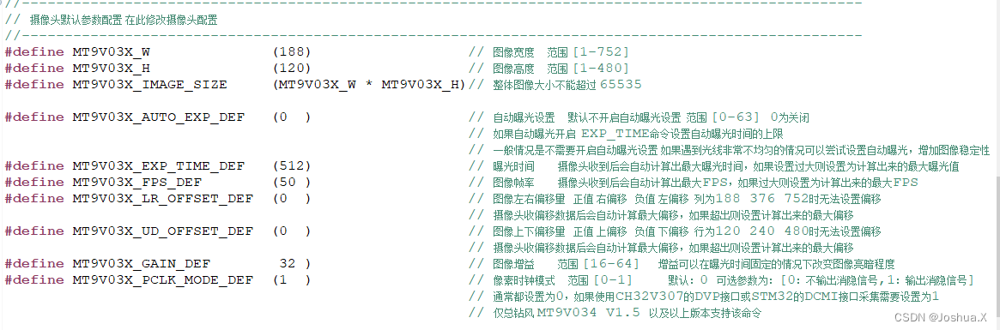 //--------------------------------------------------------------------------------------------------
// 摄像头默认参数配置 在此修改摄像头配置
//--------------------------------------------------------------------------------------------------
#define MT9V03X_W (188) // 图像宽度 范围 [1-752]
#define MT9V03X_H (120) // 图像高度 范围 [1-480]
#define MT9V03X_IMAGE_SIZE (MT9V03X_W * MT9V03X_H) // 整体图像大小不能超过 65535
#define MT9V03X_AUTO_EXP_DEF (0 ) // 自动曝光设置 默认不开启自动曝光设置 范围 [0-63] 0为关闭
// 如果自动曝光开启 EXP_TIME命令设置自动曝光时间的上限
// 一般情况是不需要开启自动曝光设置 如果遇到光线非常不均匀的情况可以尝试设置自动曝光，增加图像稳定性
#define MT9V03X_EXP_TIME_DEF (512) // 曝光时间 摄像头收到后会自动计算出最大曝光时间，如果设置过大则设置为计算出来的最大曝光值
#define MT9V03X_FPS_DEF (50 ) // 图像帧率 摄像头收到后会自动计算出最大FPS，如果过大则设置为计算出来的最大FPS
#define MT9V03X_LR_OFFSET_DEF (0 ) // 图像左右偏移量 正值 右偏移 负值 左偏移 列为188 376 752时无法设置偏移
// 摄像头收偏移数据后会自动计算最大偏移，如果超出则设置计算出来的最大偏移
#define MT9V03X_UD_OFFSET_DEF (0 ) // 图像上下偏移量 正值 上偏移 负值 下偏移 行为120 240 480时无法设置偏移
// 摄像头收偏移数据后会自动计算最大偏移，如果超出则设置计算出来的最大偏移
#define MT9V03X_GAIN_DEF 32 ) // 图像增益 范围 [16-64] 增益可以在曝光时间固定的情况下改变图像亮暗程度
#define MT9V03X_PCLK_MODE_DEF (1 ) // 像素时钟模式 范围 [0-1] 默认：0 可选参数为：[0：不输出消隐信号,1：输出消隐信号]
// 通常都设置为0，如果使用CH32V307的DVP接口或STM32的DCMI接口采集需要设置为1
// 仅总钻风 MT9V034 V1.5 以及以上版本支持该命令
CSDN @Joshua.X